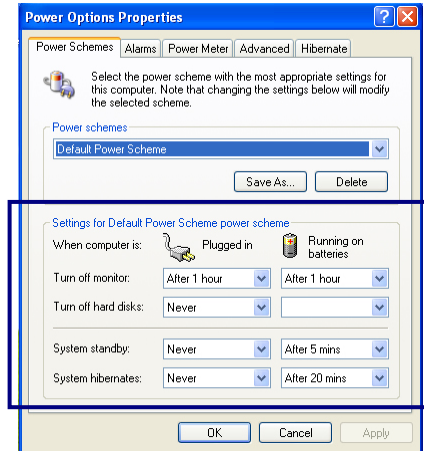 Power Options Properties
Power Schemes Alarms Power Meter Advanced Hibernate
Select the power scheme with the most appropriate settings for
this computer. Note that changing the settings below will modify
the selected scheme.
Power schemes
Default Power Scheme
Save As... Delete
Settings for Default Power Scheme power scheme
When computer is: Plugged in Running on
batteries
Turn off monitor: After 1 hour After 1 hour
Turn off hard disks: Never
System standby: Never After 5 mins
System hibernates: Never After 20 mins
OK Cancel Apply